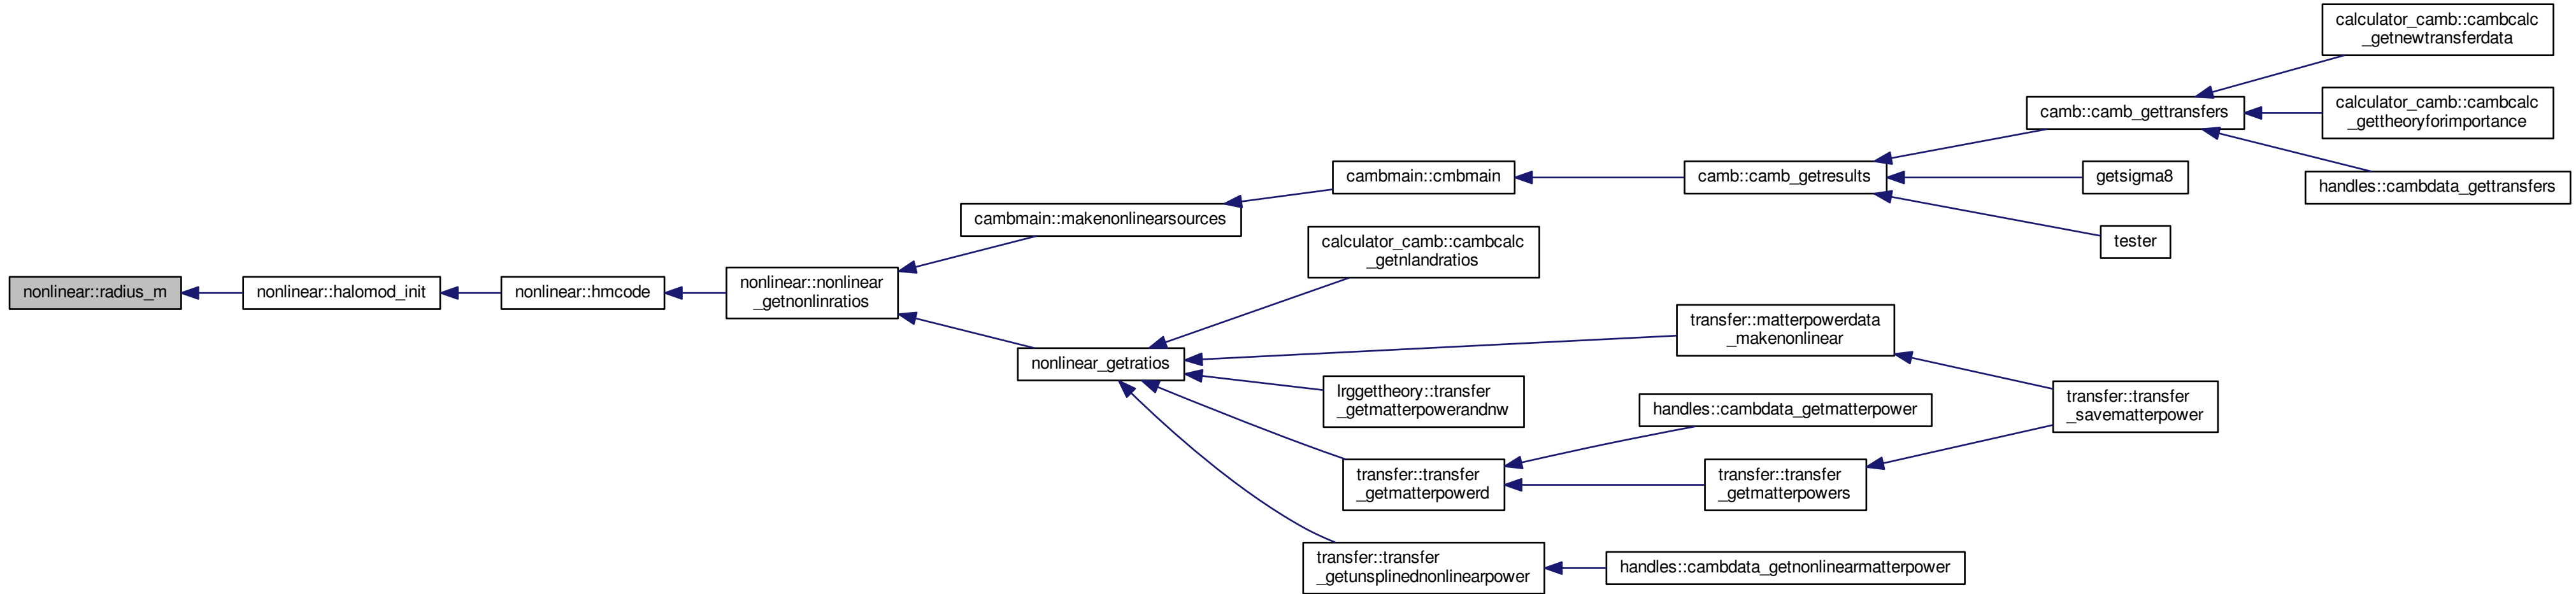 calculator_camb::cambcalc
_getnewtransferdata
camb::camb_gettransfers
calculator_camb::cambcalc
_gettheoryforimportance
cambmain::cmbmain
camb::camb_getresults
getsigma8
handles::cambdata_gettransfers
cambmain::makenonlinearsources
calculator_camb::cambcalc
_getnlandratios
tester
nonlinear::radius_m
nonlinear::halomod_init
nonlinear::hmcode
nonlinear::nonlinear
_getnonlinratios
transfer::matterpowerdata
_makenonlinear
nonlinear_getratios
lrggettheory::transfer
_getmatterpowerandnw
handles::cambdata_getmatterpower
transfer::transfer
_savematterpower
transfer::transfer
_getmatterpowerd
transfer::transfer
_getmatterpowers
transfer::transfer
_getunsplinednonlinearpower
handles::cambdata_getnonlinearmatterpower